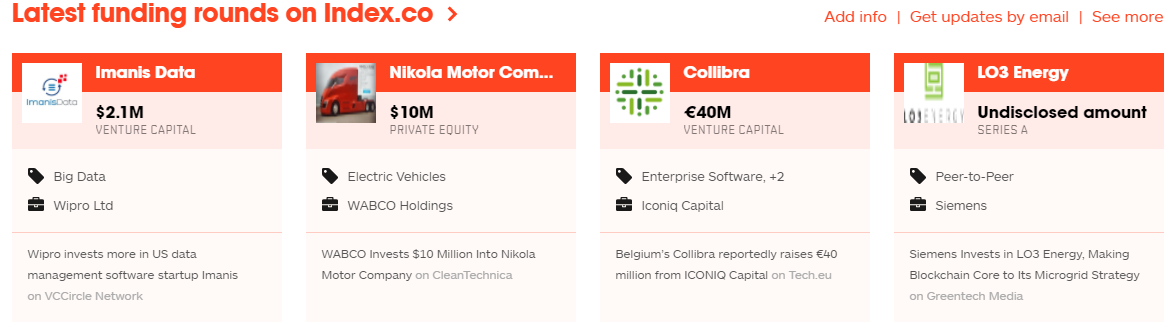 Latest funding rounds on Index.co
Add info | Get updates by email | See more
Imanis Data
ImanisData
$2.1M
VENTURE CAPITAL
Big Data
Wipro Ltd
Wipro invests more in US data
management software startup Imanis
on VCCircle Network
Nikola Motor Com...
$10M
PRIVATE EQUITY
Electric Vehicles
WABCO Holdings
WABCO Invests $10 Million Into Nikola
Motor Company on CleanTechnica
Collibra
€40M
VENTURE CAPITAL
Enterprise Software, +2
Iconiq Capital
Belgium's Collibra reportedly raises €40
million from ICONIQ Capital on Tech.eu
LO3 Energy
LO3ENERGY
Undisclosed amount
SERIES A
Peer-to-Peer
Siemens
Siemens Invests in LO3 Energy, Making
Blockchain Core to Its Microgrid Strategy
on Greentech Media